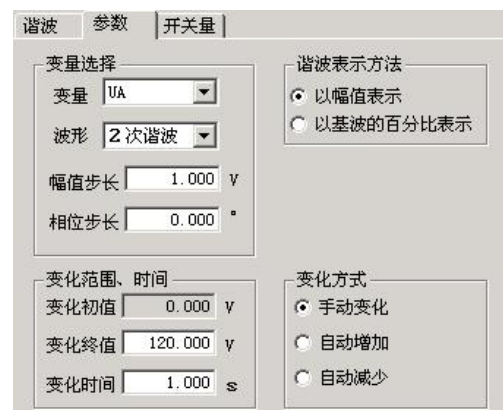 谐波 参数 开关量
变量选择
变量 UA
波形 2次谐波
幅值步长 1.000 V
相位步长 0.000 °
谐波表示方法
以幅值表示
以基波的百分比表示
变化范围、时间
变化初值 0.000 V
变化终值 120.000 V
变化时间 1.000 s
变化方式
手动变化
自动增加
自动减少